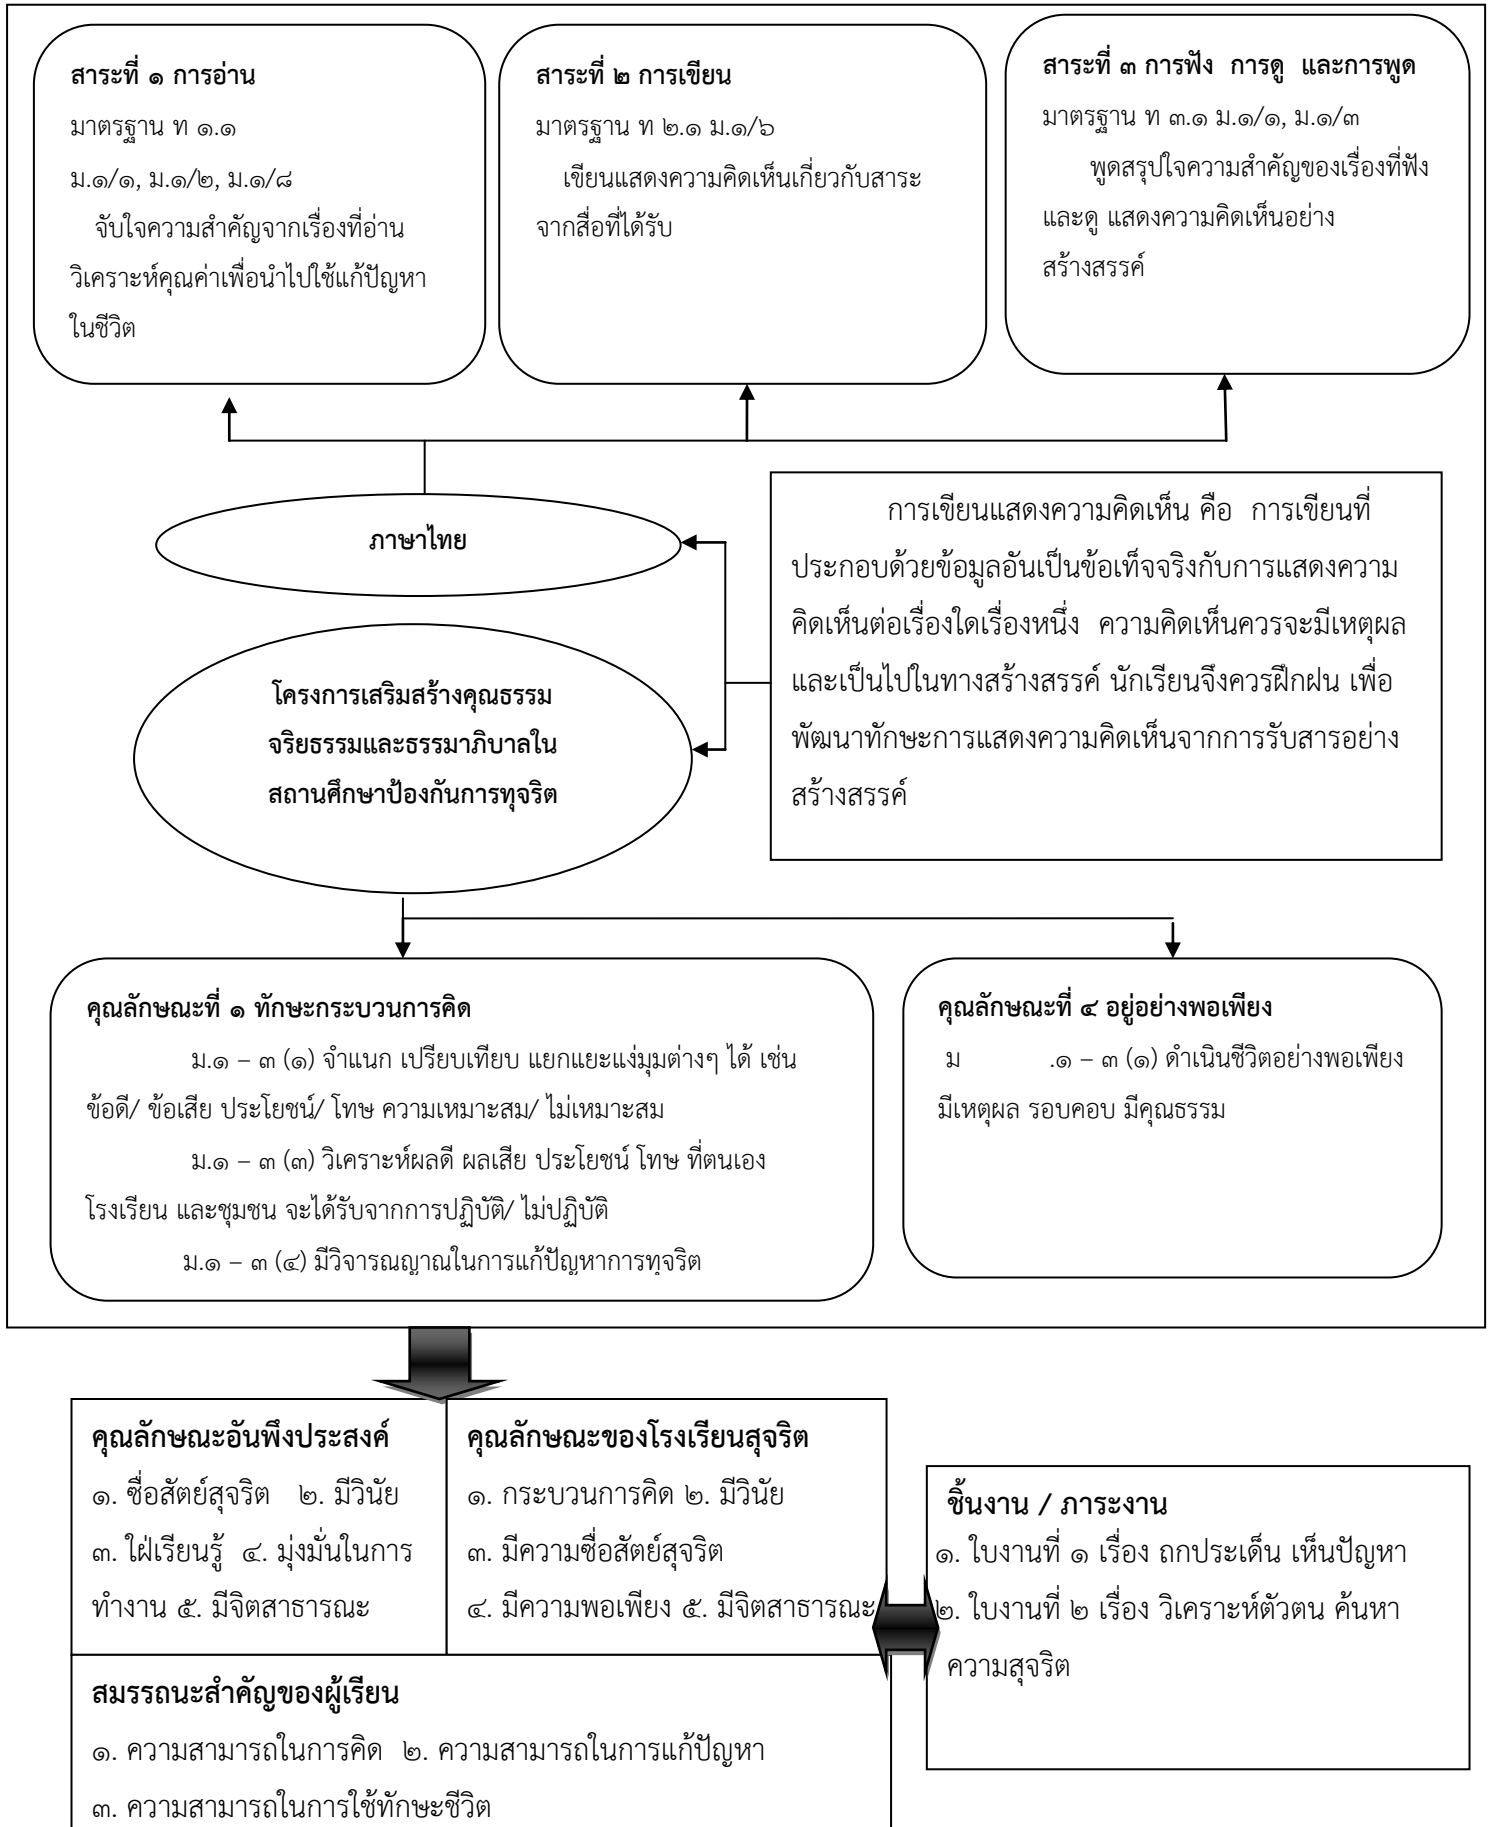 สาระที่ ๑ การอ่าน
มาตรฐาน ท ๑.๑
ม.๑/๑, ม.๑/๒, ม.๑/๘
จับใจความสำคัญจากเรื่องที่อ่าน
วิเคราะห์คุณค่าเพื่อนำไปใช้แก้ปัญหา
ในชีวิต
สาระที่ ๒ การเขียน
มาตรฐาน ท ๒.๑ ม.๑/๖
เขียนแสดงความคิดเห็นเกี่ยวกับสาระ
จากสื่อที่ได้รับ
สาระที่ ๓ การฟัง การดู และการพูด
มาตรฐาน ท ๓.๑ ม.๑/๑, ม.๑/๓
พูดสรุปใจความสำคัญของเรื่องที่ฟัง
และดู แสดงความคิดเห็นอย่าง
สร้างสรรค์
ภาษาไทย
การเขียนแสดงความคิดเห็น คือ การเขียนที่
ประกอบด้วยข้อมูลอันเป็นข้อเท็จจริงกับการแสดงความ
คิดเห็นต่อเรื่องใดเรื่องหนึ่ง ความคิดเห็นควรจะมีเหตุผล
และเป็นไปในทางสร้างสรรค์ นักเรียนจึงควรฝึกฝน เพื่อ
พัฒนาทักษะการแสดงความคิดเห็นจากการรับสารอย่าง
สร้างสรรค์
โครงการเสริมสร้างคุณธรรม
จริยธรรมและธรรมาภิบาลใน
สถานศึกษาป้องกันการทุจริต
คุณลักษณะที่ ๑ ทักษะกระบวนการคิด
ม.๑ – ๓ (๑) จำแนก เปรียบเทียบ แยกแยะแง่มุมต่างๆ ได้ เช่น
ข้อดี/ ข้อเสีย ประโยชน์/ โทษ ความเหมาะสม/ ไม่เหมาะสม
ม.๑ – ๓ (๓) วิเคราะห์ผลดี ผลเสีย ประโยชน์ โทษ ที่ตนเอง
โรงเรียน และชุมชน จะได้รับจากการปฏิบัติ/ ไม่ปฏิบัติ
ม.๑ – ๓ (๔) มีวิจารณญาณในการแก้ปัญหาการทุจริต
คุณลักษณะที่ ๔ อยู่อย่างพอเพียง
ม .๑ – ๓ (๑) ดำเนินชีวิตอย่างพอเพียง
มีเหตุผล รอบคอบ มีคุณธรรม
คุณลักษณะอันพึงประสงค์
๑. ซื่อสัตย์สุจริต ๒. มีวินัย
๓. ใฝ่เรียนรู้ ๔. มุ่งมั่นในการ
ทำงาน ๕. มีจิตสาธารณะ
คุณลักษณะของโรงเรียนสุจริต
๑. กระบวนการคิด ๒. มีวินัย
๓. มีความซื่อสัตย์สุจริต
๔. มีความพอเพียง ๕. มีจิตสาธารณะ
ชิ้นงาน / ภาระงาน
๑. ใบงานที่ ๑ เรื่อง ถกประเด็น เห็นปัญหา
๒. ใบงานที่ ๒ เรื่อง วิเคราะห์ตัวตน ค้นหา
ความสุจริต
สมรรถนะสำคัญของผู้เรียน
๑. ความสามารถในการคิด ๒. ความสามารถในการแก้ปัญหา
๓. ความสามารถในการใช้ทักษะชีวิต